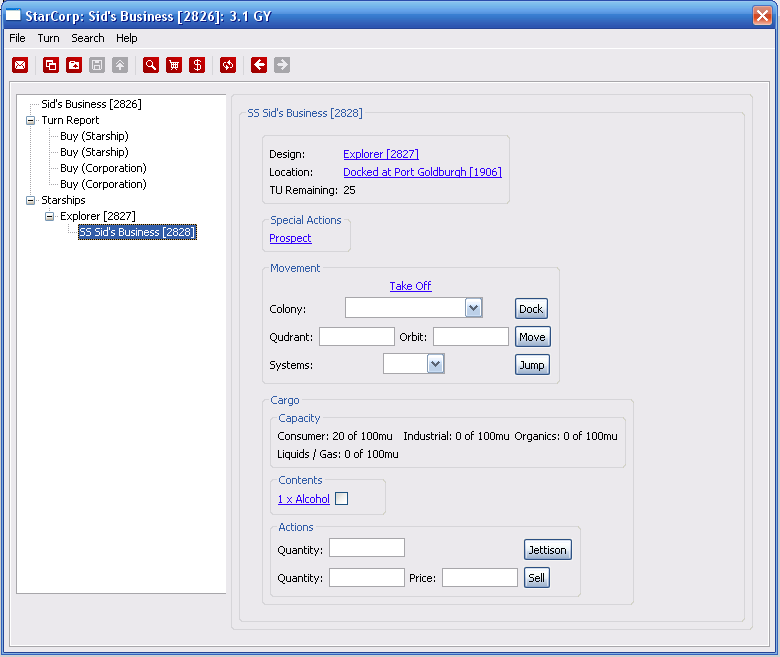 StarCorp: Sid's Business [2826]: 3.1 GY
File Turn Search Help
Sid's Business [2826]
Turn Report
Buy (Starship)
Buy (Starship)
Buy (Corporation)
Buy (Corporation)
Starships
Explorer [2827]
SS Sid's Business [2828]
SS Sid's Business [2828]
Design: Explorer [2827]
Location: Docked at Port Goldburgh [1906]
TU Remaining: 25
Special Actions
Prospect
Movement
Take Off
Colony: Dock
Qudrant: Orbit: Move
Systems: Jump
Cargo
Capacity
Consumer: 20 of 100mu Industrial: 0 of 100mu Organics: 0 of 100mu
Liquids / Gas: 0 of 100mu
Contents
1 x Alcohol
Actions
Quantity: Jettison
Quantity: Price: Sell